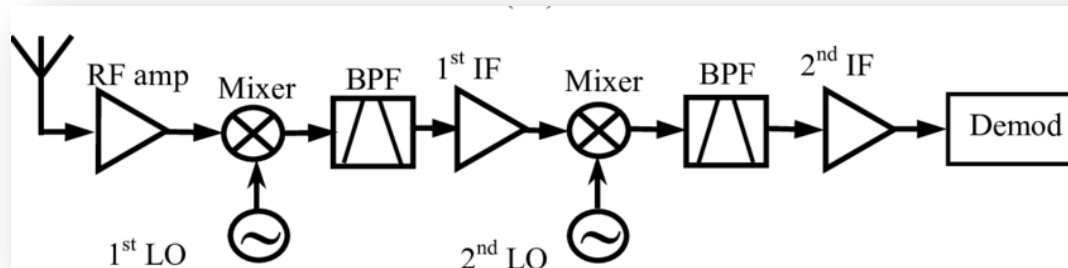 RF amp
Mixer
BPF
1st IF
Mixer
BPF
2nd IF
Demod
1st LO
2nd LO